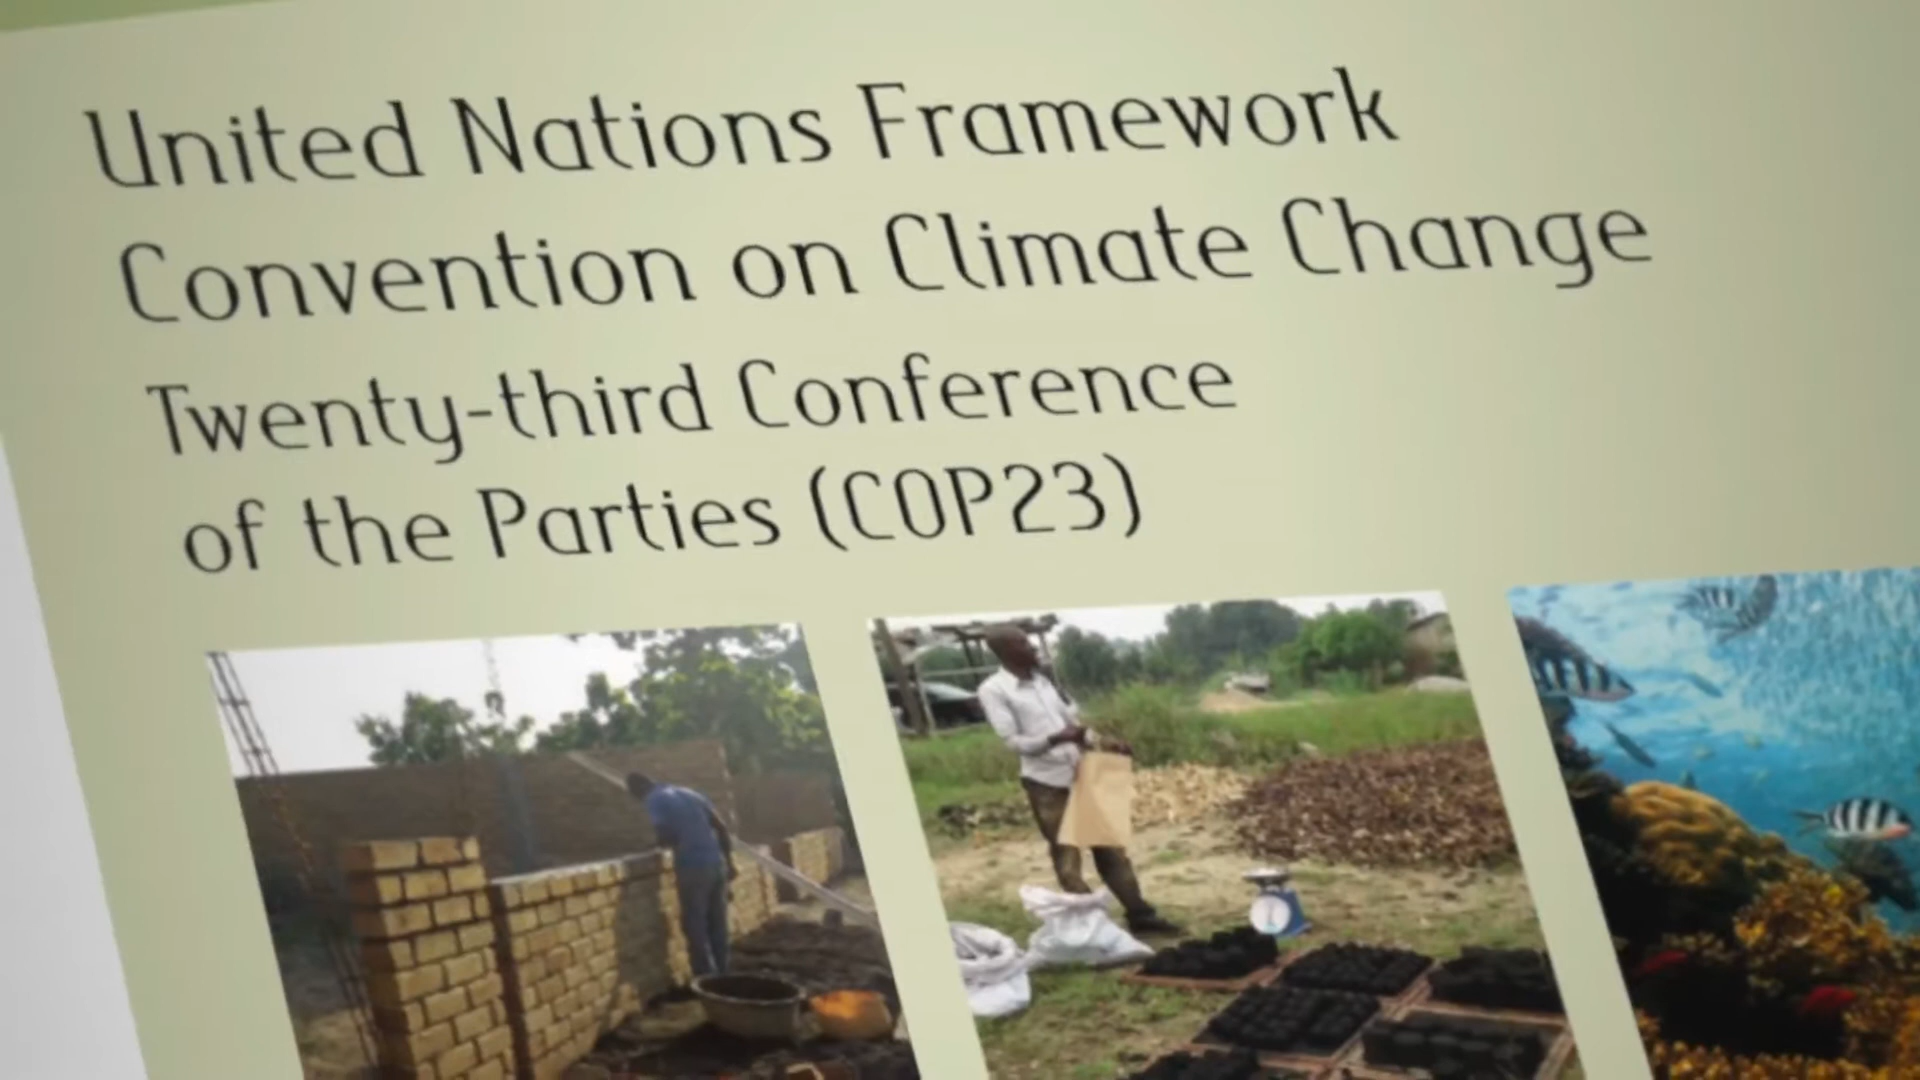 United Nations Framework
Convention on Climate Change
Twenty-third Conference
of the Parties (COP23)